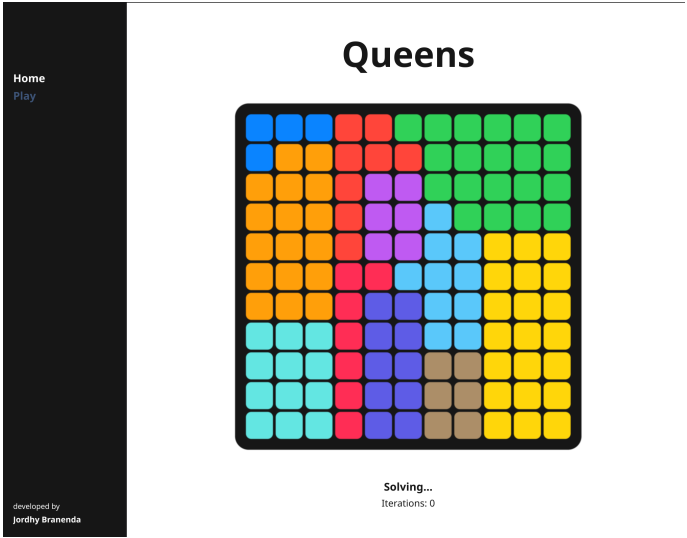 Queens
Home
Play
Solving...
Iterations: 0
developed by
Jordhy Branenda